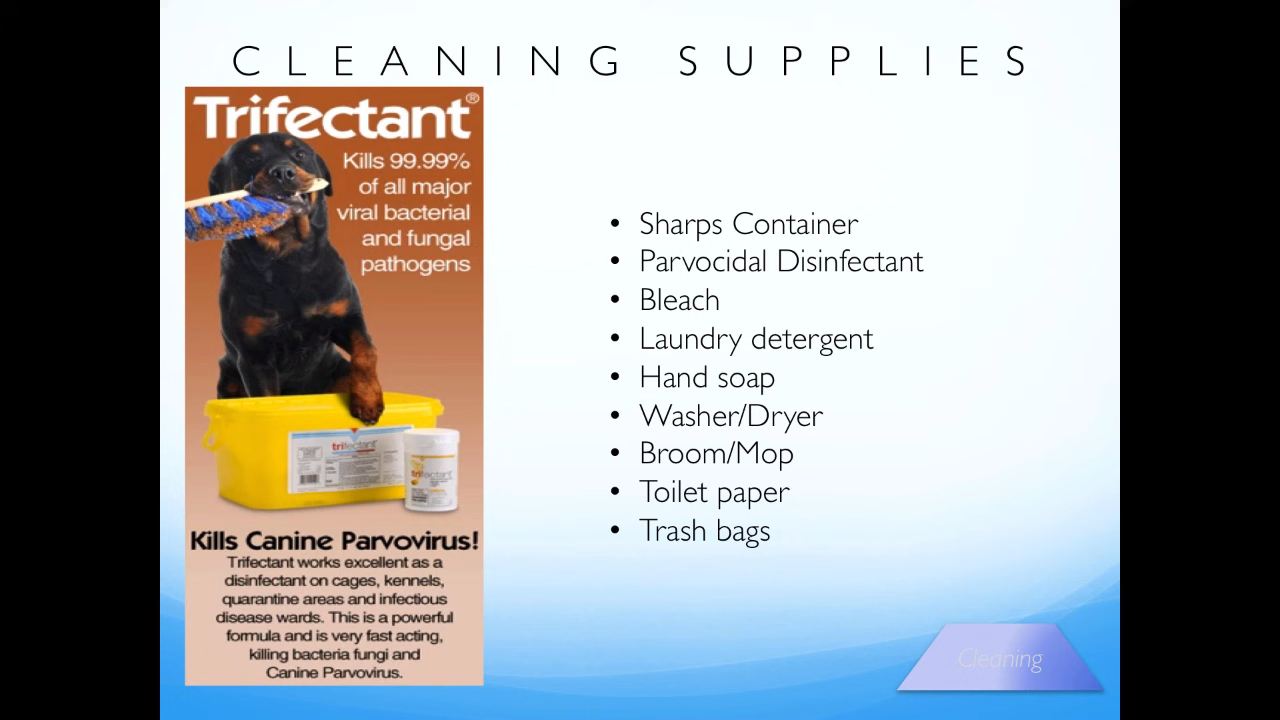 CLEANING SUPPLIES
Trifectant®
Kills 99.99%
of all major
viral bacterial
and fungal
pathogens
trifectant
trifectant
Kills Canine Parvovirus!
Trifectant works excellent as a
disinfectant on cages, kennels,
quarantine areas and infectious
disease wards. This is a powerful
formula and is very fast acting,
killing bacteria fungi and
Canine Parvovirus.
• Sharps Container
• Parvocidal Disinfectant
• Bleach
• Laundry detergent
• Hand soap
• Washer/Dryer
• Broom/Mop
• Toilet paper
• Trash bags
Cleaning